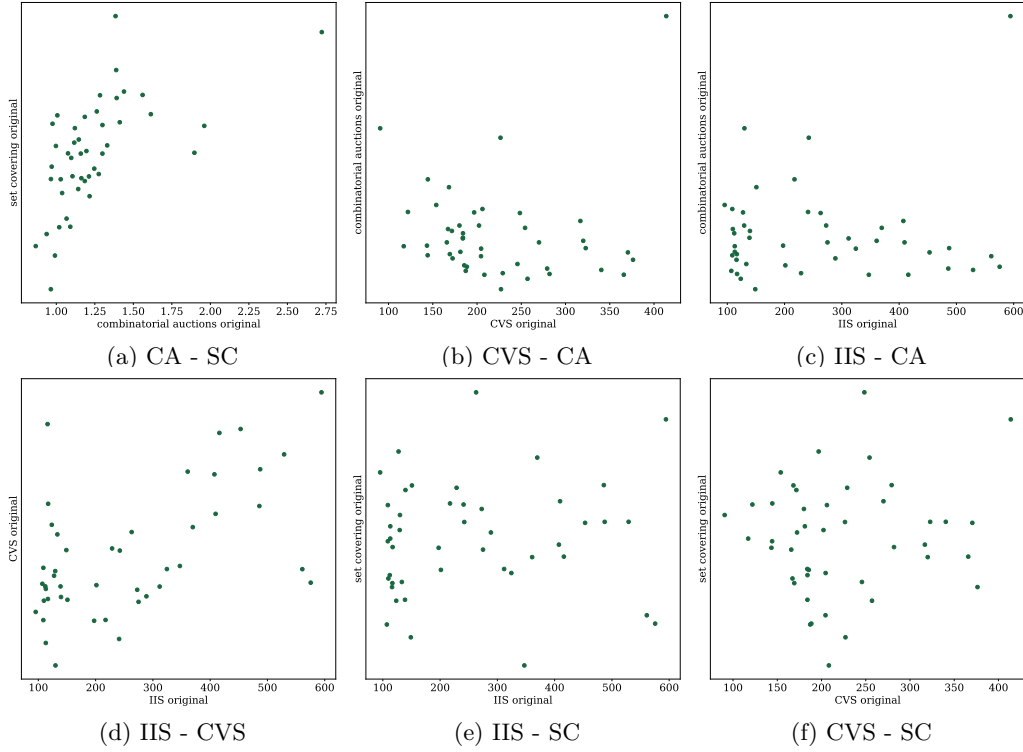 set covering original
1.00 1.25 1.50 1.75 2.00 2.25 2.50 2.75
combinatorial auctions original
(a) CA - SC
combinatorial auctions original
100 150 200 250 300 350 400
CVS original
(b) CVS - CA
combinatorial auctions original
100 200 300 400 500 600
IIS original
(c) IIS - CA
CVS original
100 200 300 400 500 600
IIS original
(d) IIS - CVS
set covering original
100 200 300 400 500 600
IIS original
(e) IIS - SC
set covering original
100 150 200 250 300 350 400
CVS original
(f) CVS - SC